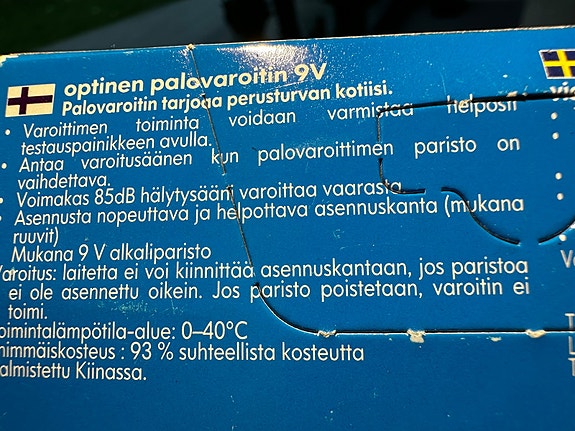 optinen palovaroitin 9V
Palovaroitin tarjoaa perusturvan kotiisi.
• Varoittimen toiminta voidaan varmistaa helposti
testauspainikkeen avulla.
• Antaa varoitusäänen kun palovaroittimen paristo on
vaihdettava.
• Voimakas 85dB hälytysääni varoittaa vaarasta.
• Asennusta nopeuttava ja helpottava asennuskanta (mukana
ruuvit)
Mukana 9 V alkaliparisto
Varoitus: laitetta ei voi kiinnittää asennuskantaan, jos paristoa
ei ole asennettu oikein. Jos paristo poistetaan, varoitin ei
toimi.
oimintalämpötila-alue: 0–40°C
nimmäiskosteus : 93 % suhteellista kosteutta
almistettu Kiinassa.